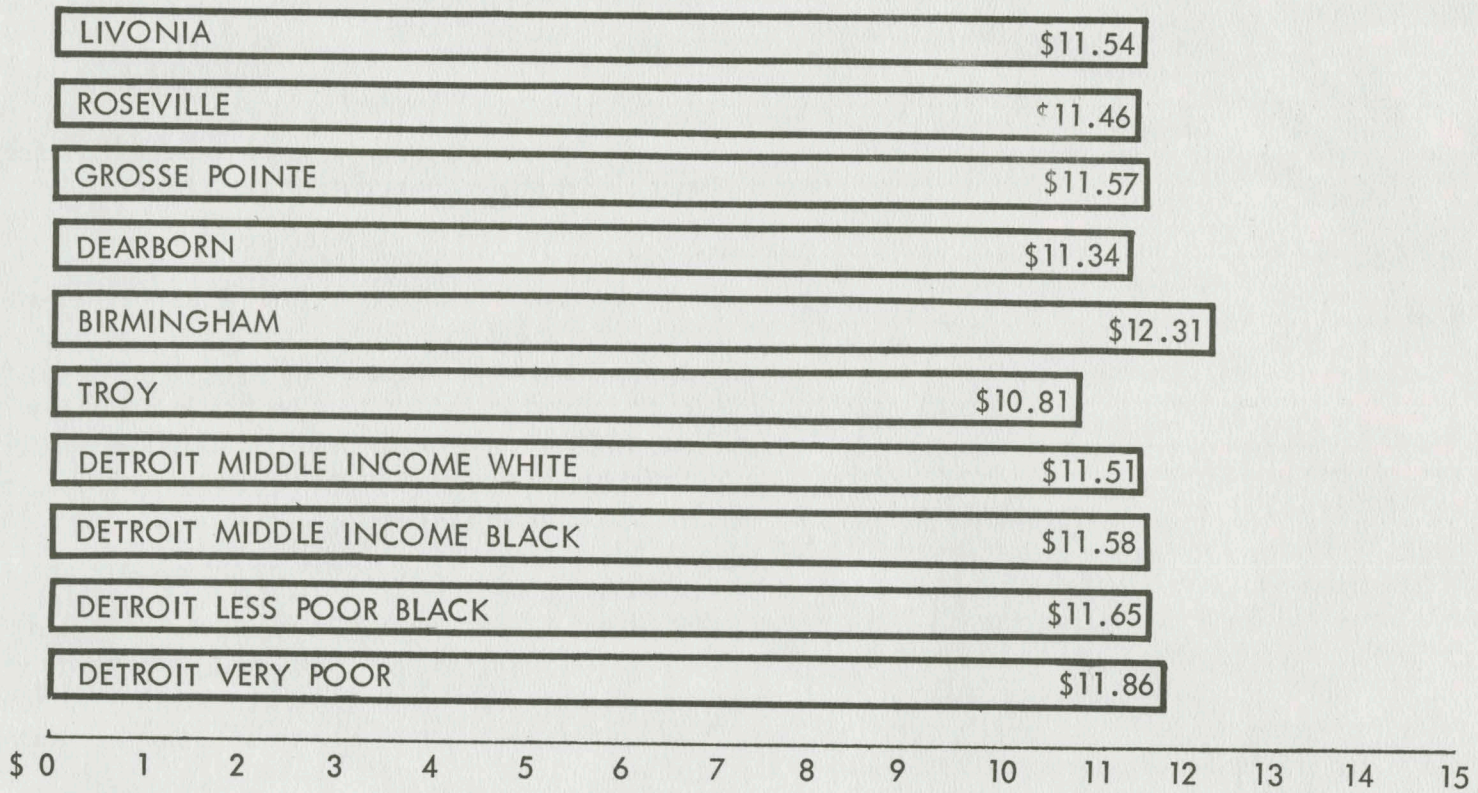 LIVONIA $11.54
ROSEVILLE ¢11.46
GROSSE POINTE $11.57
DEARBORN $11.34
BIRMINGHAM $12.31
TROY $10.81
DETROIT MIDDLE INCOME WHITE $11.51
DETROIT MIDDLE INCOME BLACK $11.58
DETROIT LESS POOR BLACK $11.65
DETROIT VERY POOR $11.86
$ 0 1 2 3 4 5 6 7 8 9 10 11 12 13 14 15